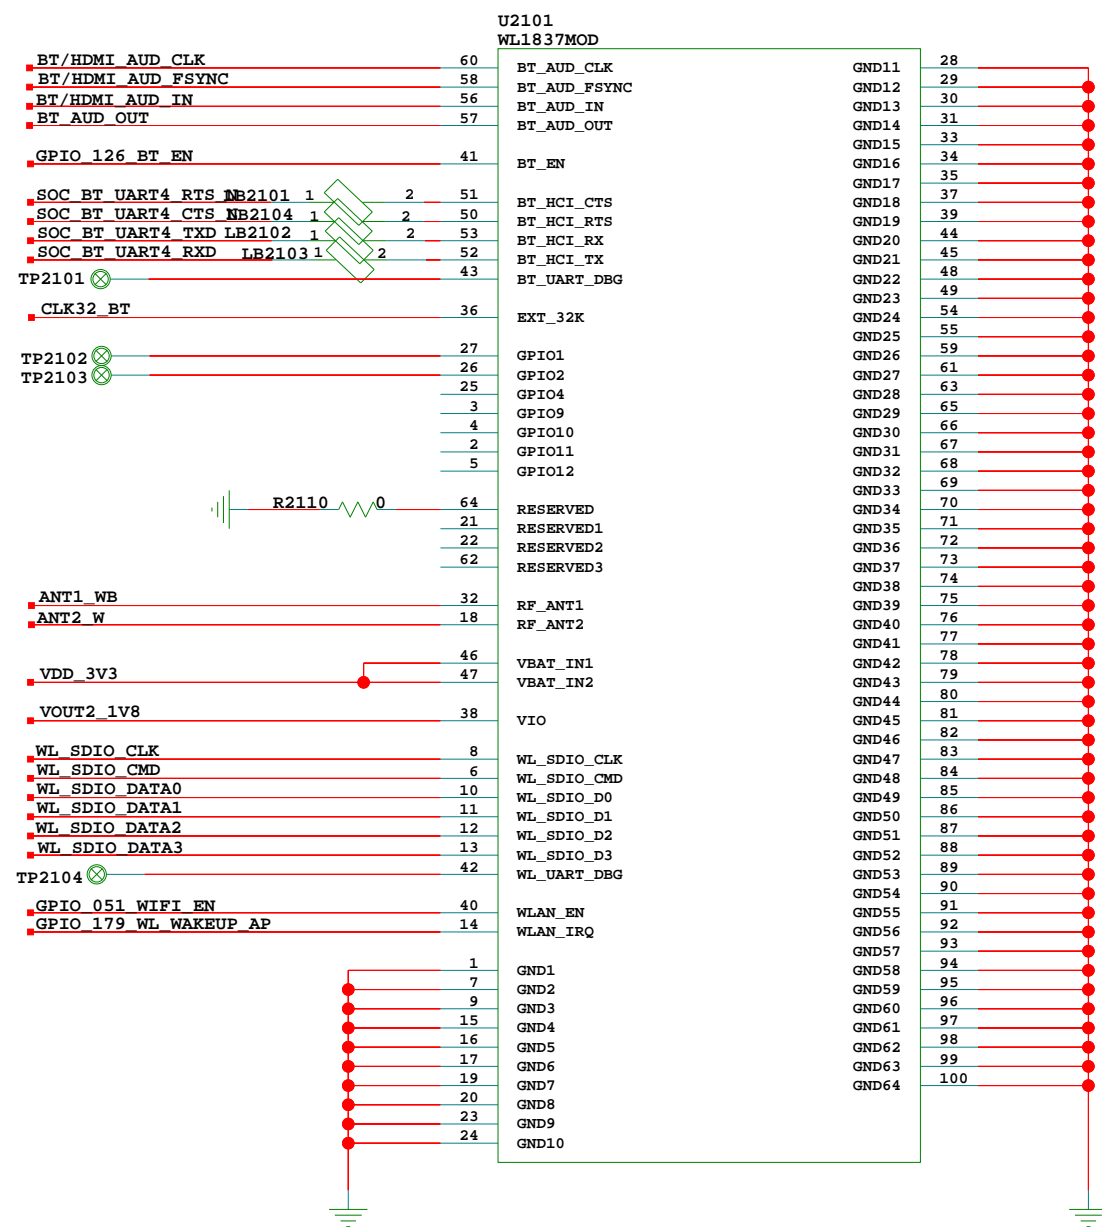 U2101
WL1837MOD
BT/HDMI_AUD_CLK 60 BT_AUD_CLK GND11 28
BT/HDMI_AUD_FSYNC 58 BT_AUD_FSYNC GND12 29
BT/HDMI_AUD_IN 56 BT_AUD_IN GND13 30
BT_AUD_OUT 57 BT_AUD_OUT GND14 31
GND15 33
GPIO_126_BT_EN 41 BT_EN GND16 34
GND17 35
SOC_BT_UART4_RTS_N LB2101 1 2 51 BT_HCI_CTS GND18 37
SOC_BT_UART4_CTS_N LB2104 1 2 50 BT_HCI_RTS GND19 39
SOC_BT_UART4_TXD LB2102 1 2 53 BT_HCI_RX GND20 44
SOC_BT_UART4_RXD LB2103 1 2 52 BT_HCI_TX GND21 45
TP2101 43 BT_UART_DBG GND22 48
GND23 49
CLK32_BT 36 EXT_32K GND24 54
GND25 55
TP2102 27 GPIO1 GND26 59
TP2103 26 GPIO2 GND27 61
25 GPIO4 GND28 63
3 GPIO9 GND29 65
4 GPIO10 GND30 66
2 GPIO11 GND31 67
5 GPIO12 GND32 68
GND33 69
R2110 0 64 RESERVED GND34 70
21 RESERVED1 GND35 71
22 RESERVED2 GND36 72
62 RESERVED3 GND37 73
GND38 74
ANT1_WB 32 RF_ANT1 GND39 75
ANT2_W 18 RF_ANT2 GND40 76
GND41 77
46 VBAT_IN1 GND42 78
VDD_3V3 47 VBAT_IN2 GND43 79
GND44 80
VOUT2_1V8 38 VIO GND45 81
GND46 82
WL_SDIO_CLK 8 WL_SDIO_CLK GND47 83
WL_SDIO_CMD 6 WL_SDIO_CMD GND48 84
WL_SDIO_DATA0 10 WL_SDIO_D0 GND49 85
WL_SDIO_DATA1 11 WL_SDIO_D1 GND50 86
WL_SDIO_DATA2 12 WL_SDIO_D2 GND51 87
WL_SDIO_DATA3 13 WL_SDIO_D3 GND52 88
TP2104 42 WL_UART_DBG GND53 89
GND54 90
GPIO_051_WIFI_EN 40 WLAN_EN GND55 91
GPIO_179_WL_WAKEUP_AP 14 WLAN_IRQ GND56 92
GND57 93
1 GND1 GND58 94
7 GND2 GND59 95
9 GND3 GND60 96
15 GND4 GND61 97
16 GND5 GND62 98
17 GND6 GND63 99
19 GND7 GND64 100
20 GND8
23 GND9
24 GND10